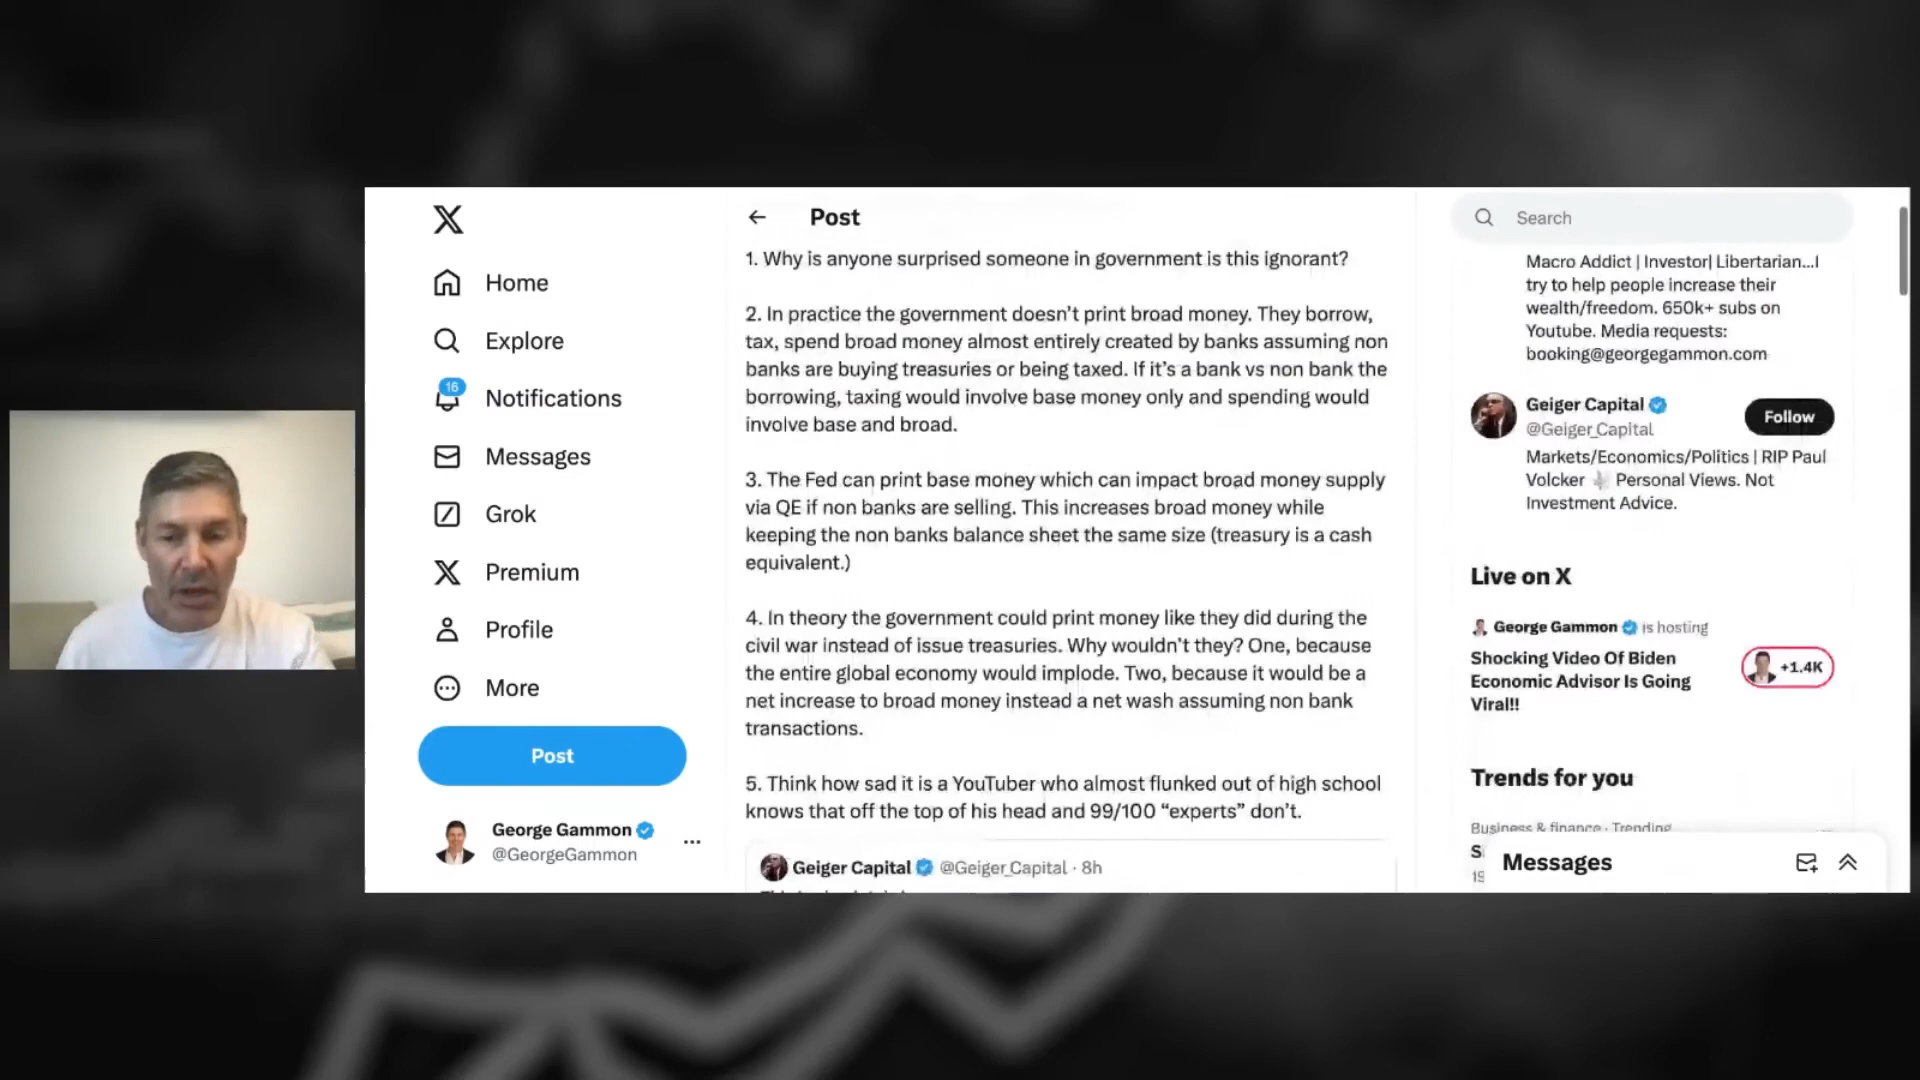 Home
Explore
16
Notifications
Messages
Grok
Premium
Profile
More
Post
George Gammon
@GeorgeGammon
Post
1. Why is anyone surprised someone in government is this ignorant?
2. In practice the government doesn’t print broad money. They borrow,
tax, spend broad money almost entirely created by banks assuming non
banks are buying treasuries or being taxed. If it’s a bank vs non bank the
borrowing, taxing would involve base money only and spending would
involve base and broad.
3. The Fed can print base money which can impact broad money supply
via QE if non banks are selling. This increases broad money while
keeping the non banks balance sheet the same size (treasury is a cash
equivalent.)
4. In theory the government could print money like they did during the
civil war instead of issue treasuries. Why wouldn’t they? One, because
the entire global economy would implode. Two, because it would be a
net increase to broad money instead a net wash assuming non bank
transactions.
5. Think how sad it is a YouTuber who almost flunked out of high school
knows that off the top of his head and 99/100 “experts” don’t.
Geiger Capital @Geiger_Capital · 8h
Search
Macro Addict | Investor| Libertarian...I
try to help people increase their
wealth/freedom. 650k+ subs on
Youtube. Media requests:
booking@georgegammon.com
Geiger Capital
@Geiger_Capital
Follow
Markets/Economics/Politics | RIP Paul
Volcker Personal Views. Not
Investment Advice.
Live on X
George Gammon is hosting
Shocking Video Of Biden
Economic Advisor Is Going
Viral!!
+1.4K
Trends for you
Business & finance · Trending
Messages